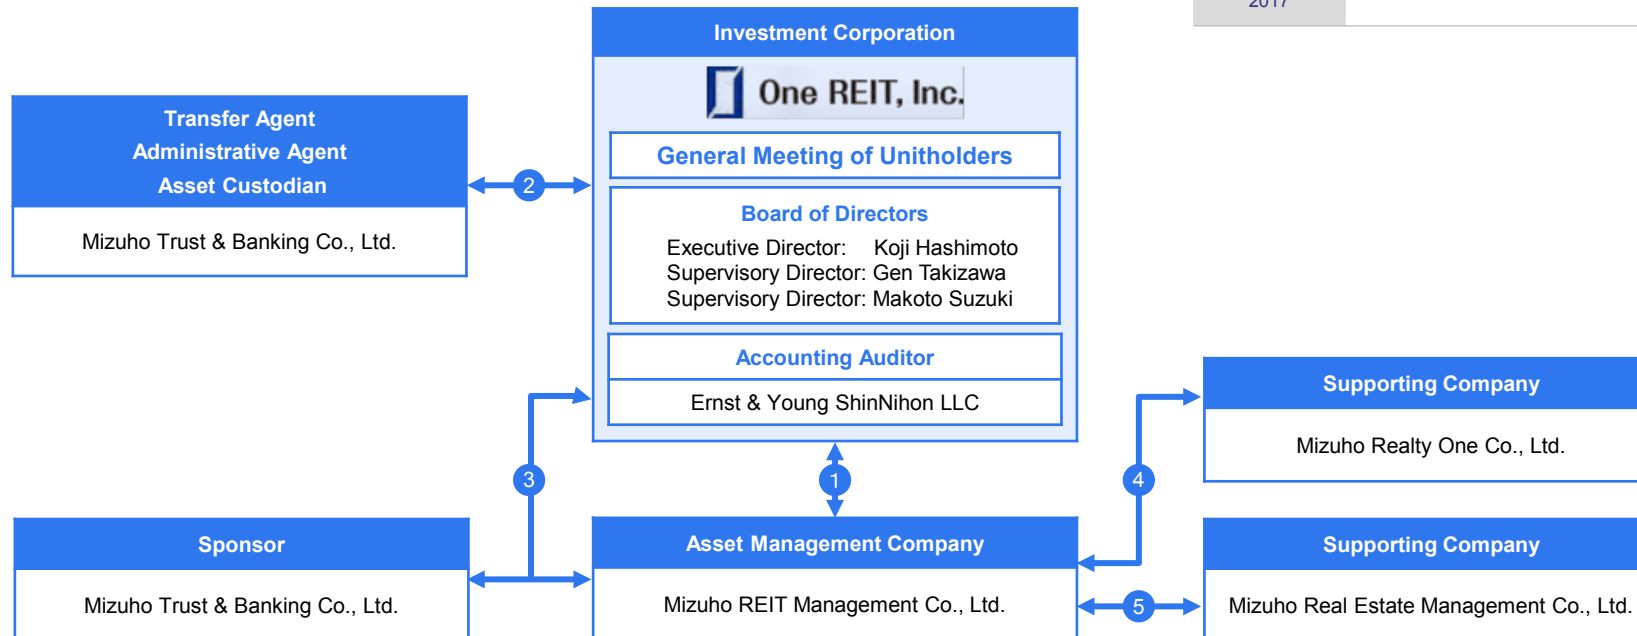 2017
Investment Corporation
One REIT, Inc.
General Meeting of Unitholders
Board of Directors
Executive Director: Koji Hashimoto
Supervisory Director: Gen Takizawa
Supervisory Director: Makoto Suzuki
Accounting Auditor
Ernst & Young ShinNihon LLC
Transfer Agent
Administrative Agent
Asset Custodian
Mizuho Trust & Banking Co., Ltd.
2
3
1
4
Supporting Company
Mizuho Realty One Co., Ltd.
Sponsor
Mizuho Trust & Banking Co., Ltd.
Asset Management Company
Mizuho REIT Management Co., Ltd.
5
Supporting Company
Mizuho Real Estate Management Co., Ltd.